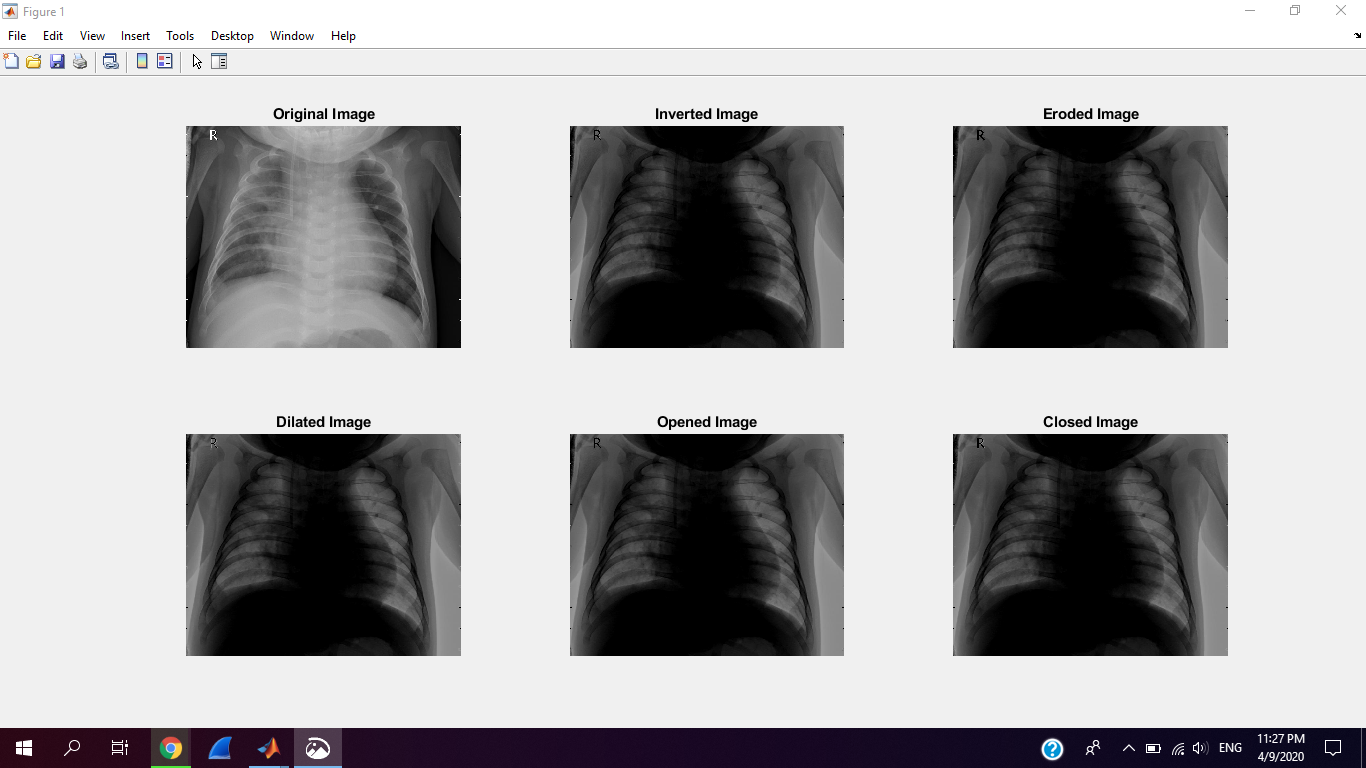 Figure 1
File Edit View Insert Tools Desktop Window Help
Original Image Inverted Image Eroded Image
R R R
Dilated Image Opened Image Closed Image
R R R
ENG 11:27 PM
4/9/2020